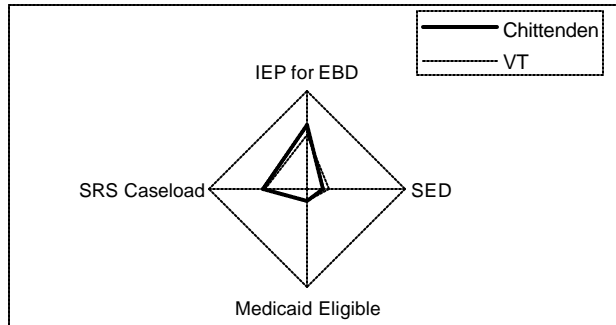 Chittenden
VT
IEP for EBD
SRS Caseload
SED
Medicaid Eligible